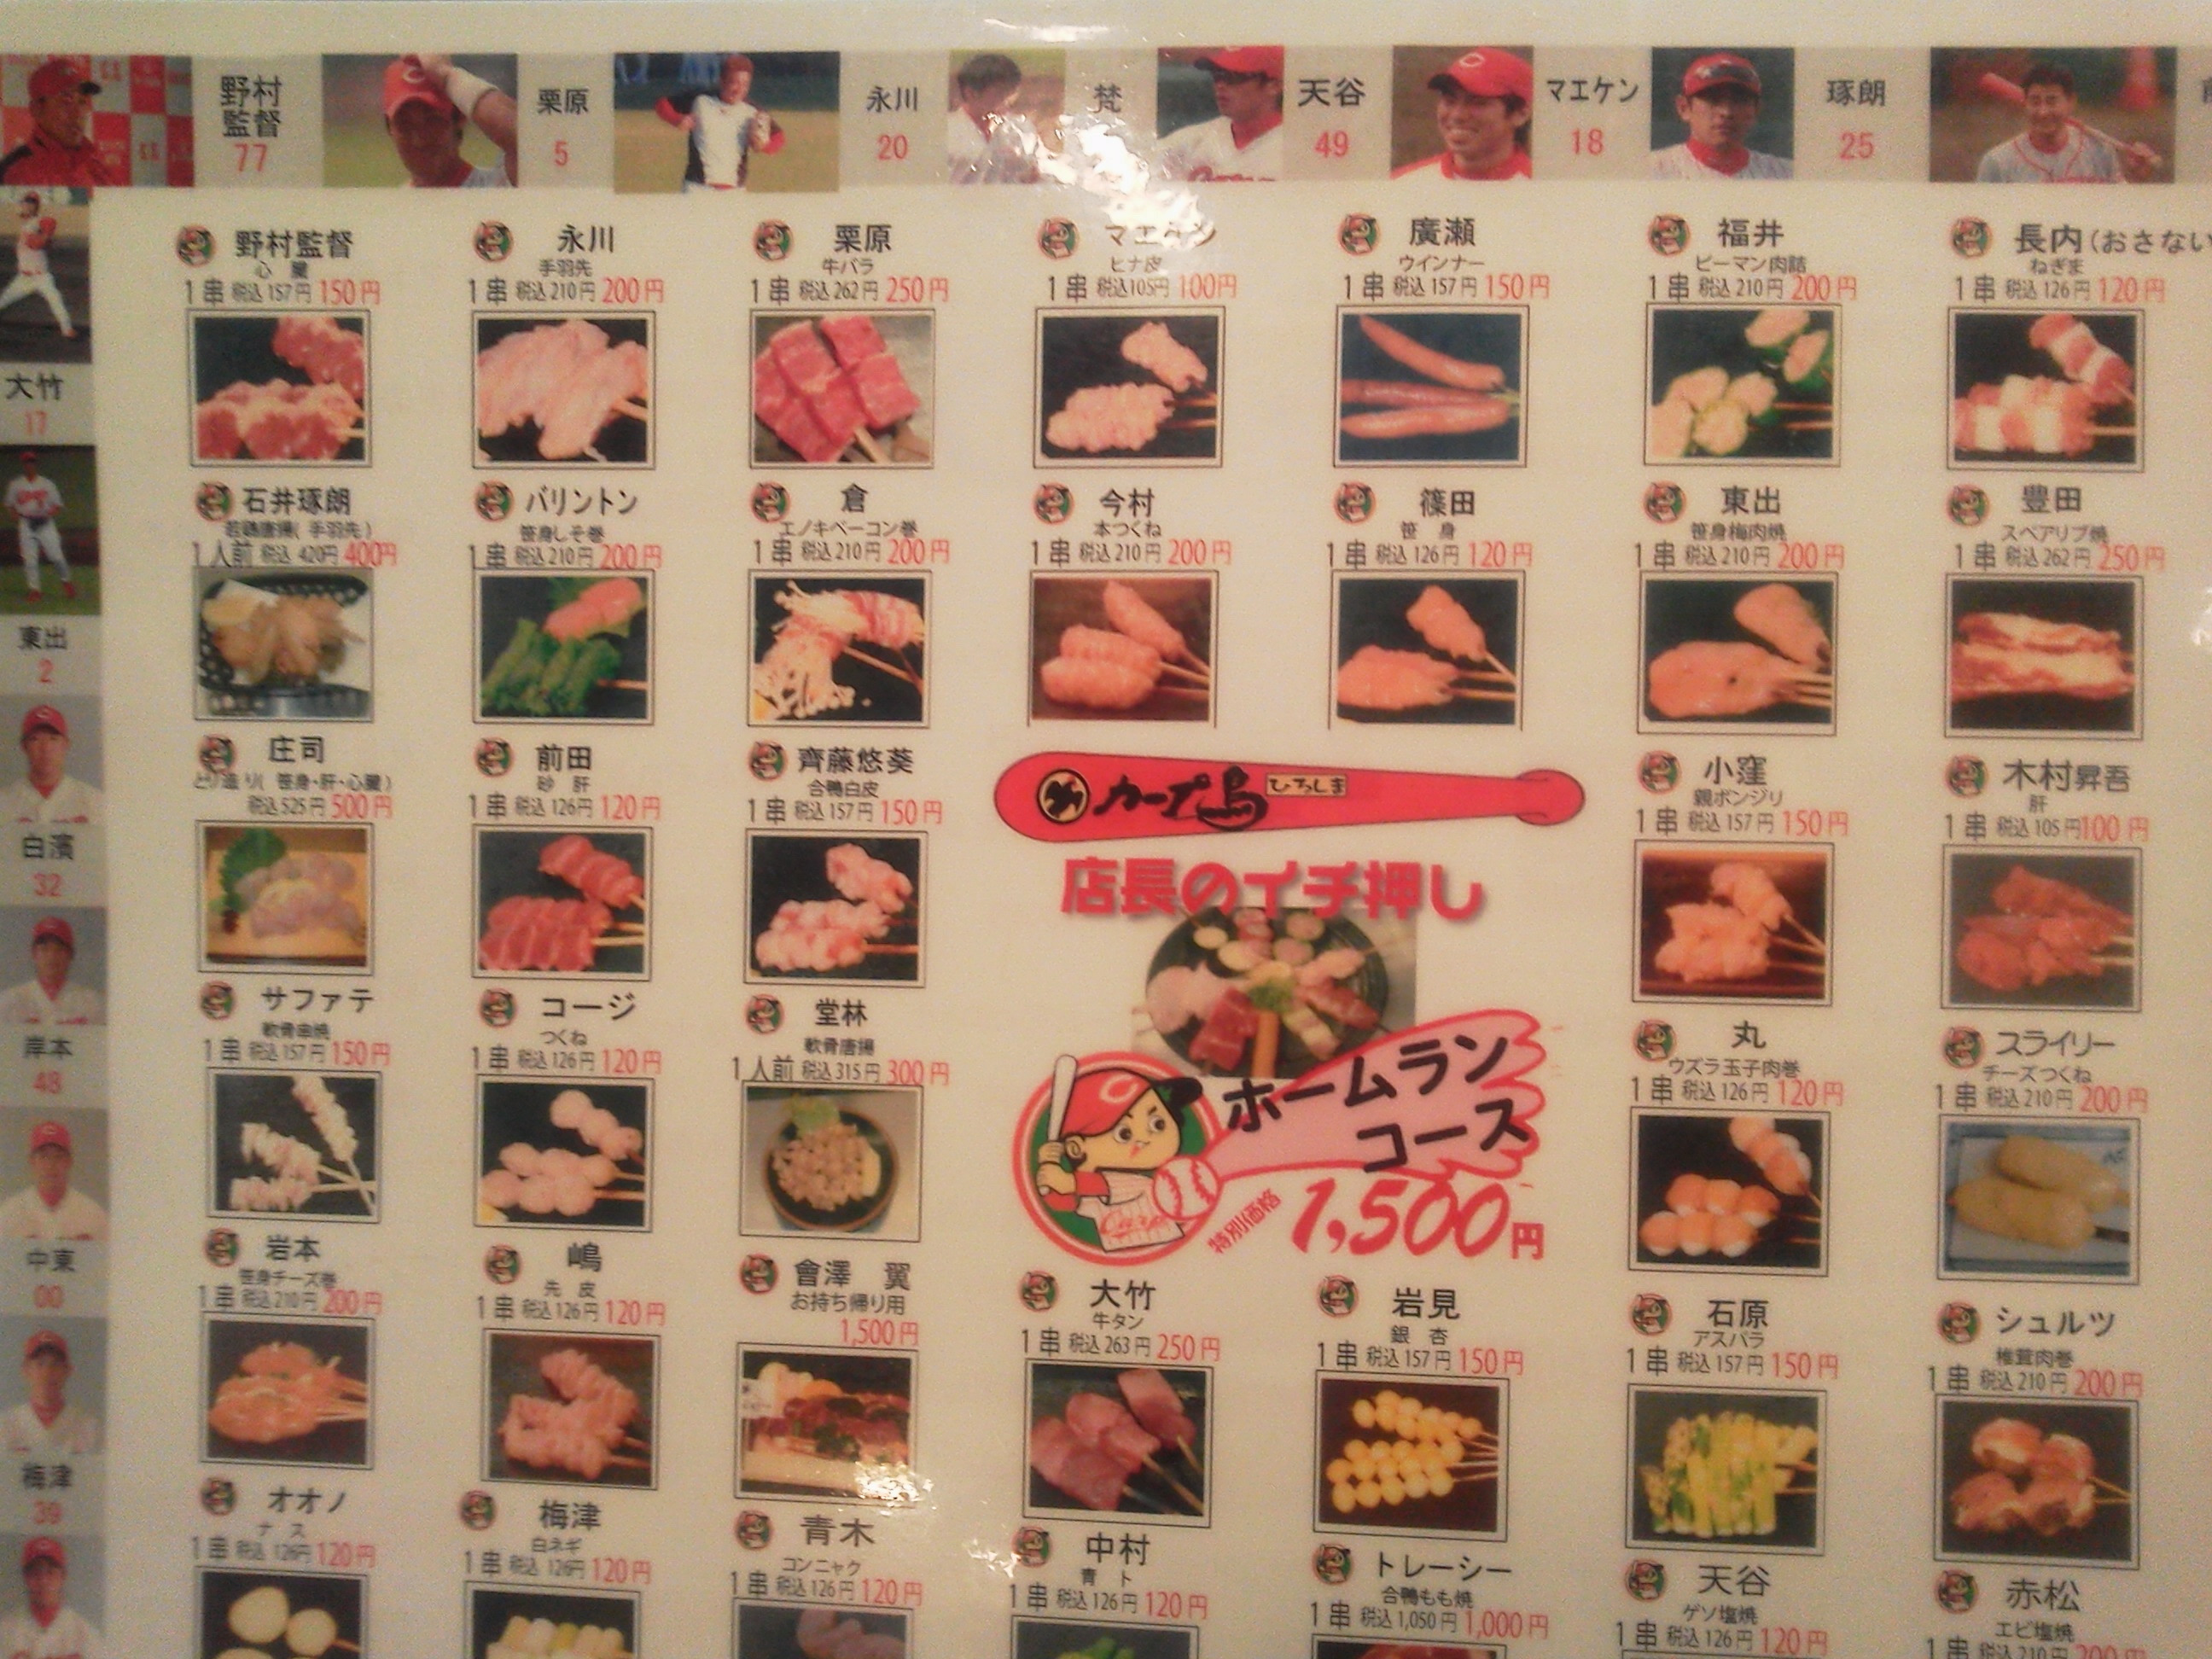 野村
監督
77
栗原
5
永川
20
梵
天谷
49
マエケン
18
琢朗
25
大竹
17
東出
2
白濱
32
岸本
48
中東
00
梅津
39
野村監督
心 臓
1串 税込157円 150円
永川
手羽先
1串 税込210円 200円
栗原
牛バラ
1串 税込262円 250円
マエケン
ヒナ皮
1串 税込105円 100円
廣瀬
ウインナー
1串 税込157円 150円
福井
ピーマン肉詰
1串 税込210円 200円
長内(おさない
ねぎま
1串 税込126円 120円
石井琢朗
若鶏唐揚(手羽先)
1人前 税込 420円 400円
バリントン
笹身しそ巻
1串 税込210円 200円
倉
エノキベーコン巻
1串 税込210円 200円
今村
本つくね
1串 税込210円 200円
篠田
笹 身
1串 税込126円 120円
東出
笹身梅肉焼
1串 税込210円 200円
豊田
スペアリブ焼
1串 税込262円 250円
庄司
とり造り(笹身・肝・心臓)
税込525円 500円
前田
砂 肝
1串 税込126円 120円
齊藤悠葵
合鴨白皮
1串 税込157円 150円
カープ鳥 ひろしま
店長のイチ押し
ホームラン
コース
特別価格 1,500円
小窪
親ボンジリ
1串 税込157円 150円
木村昇吾
肝
1串 税込105円 100円
サファテ
軟骨串焼
1串 税込157円 150円
コージ
つくね
1串 税込126円 120円
堂林
軟骨唐揚
1人前 税込315円 300円
丸
ウズラ玉子肉巻
1串 税込126円 120円
スライリー
チーズつくね
1串 税込210円 200円
岩本
笹身チーズ巻
1串 税込210円 200円
嶋
先 皮
1串 税込126円 120円
會澤 翼
お持ち帰り用
1,500円
大竹
牛タン
1串 税込263円 250円
岩見
銀 杏
1串 税込157円 150円
石原
アスパラ
1串 税込157円 150円
シュルツ
椎茸肉巻
1串 税込210円 200円
オオノ
ナ ス
1串 税込126円 120円
梅津
白ネギ
1串 税込126円 120円
青木
コンニャク
1串 税込126円 120円
中村
青 ト
1串 税込126円 120円
トレーシー
合鴨もも焼
1串 税込1,050円 1,000円
天谷
ゲソ塩焼
1串 税込126円 120円
赤松
エビ塩焼
1串 税込210円 200円